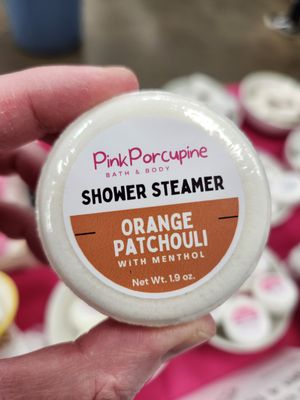 PinkPorcupine
BATH & BODY
SHOWER STEAMER
ORANGE
PATCHOULI
WITH MENTHOL
Net Wt. 1.9 oz.